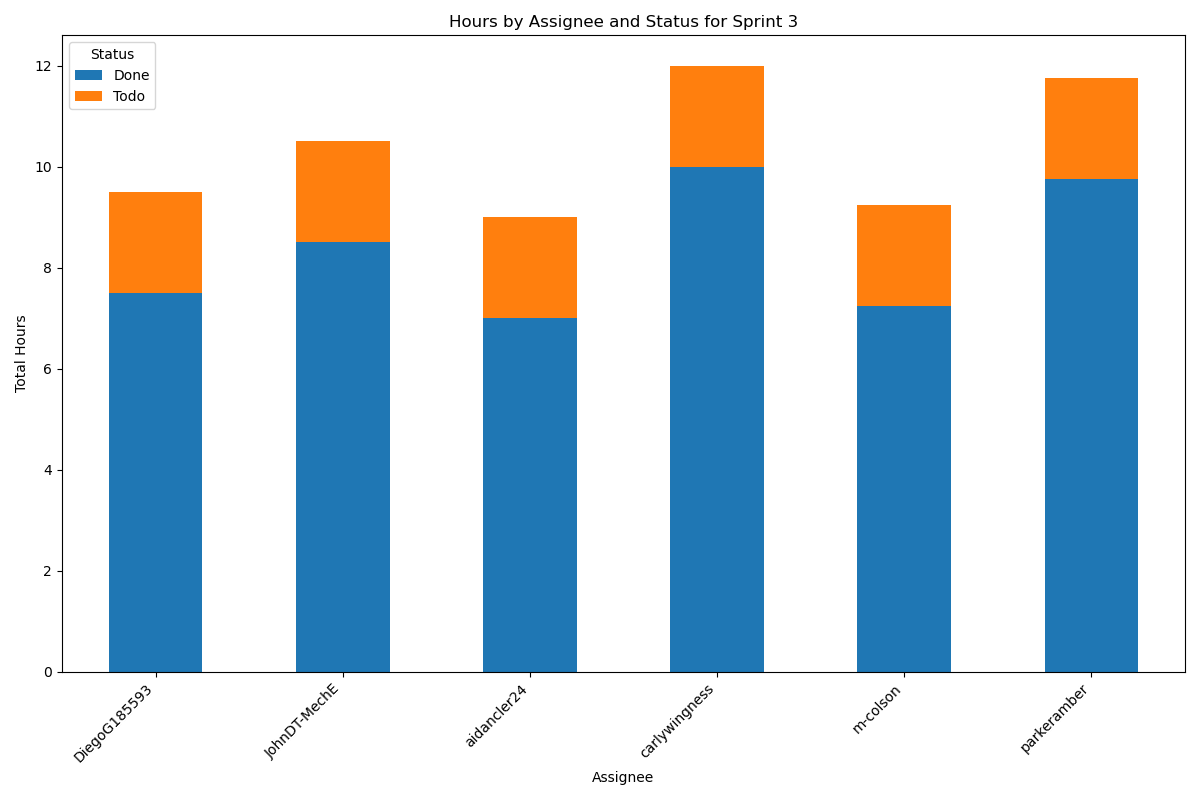 Hours by Assignee and Status for Sprint 3
Status
Done
Todo
Total Hours
12
10
8
6
4
2
0
DiegoG185593
JohnDT-MechE
aidancler24
carlywingness
m-colson
parkeramber
Assignee